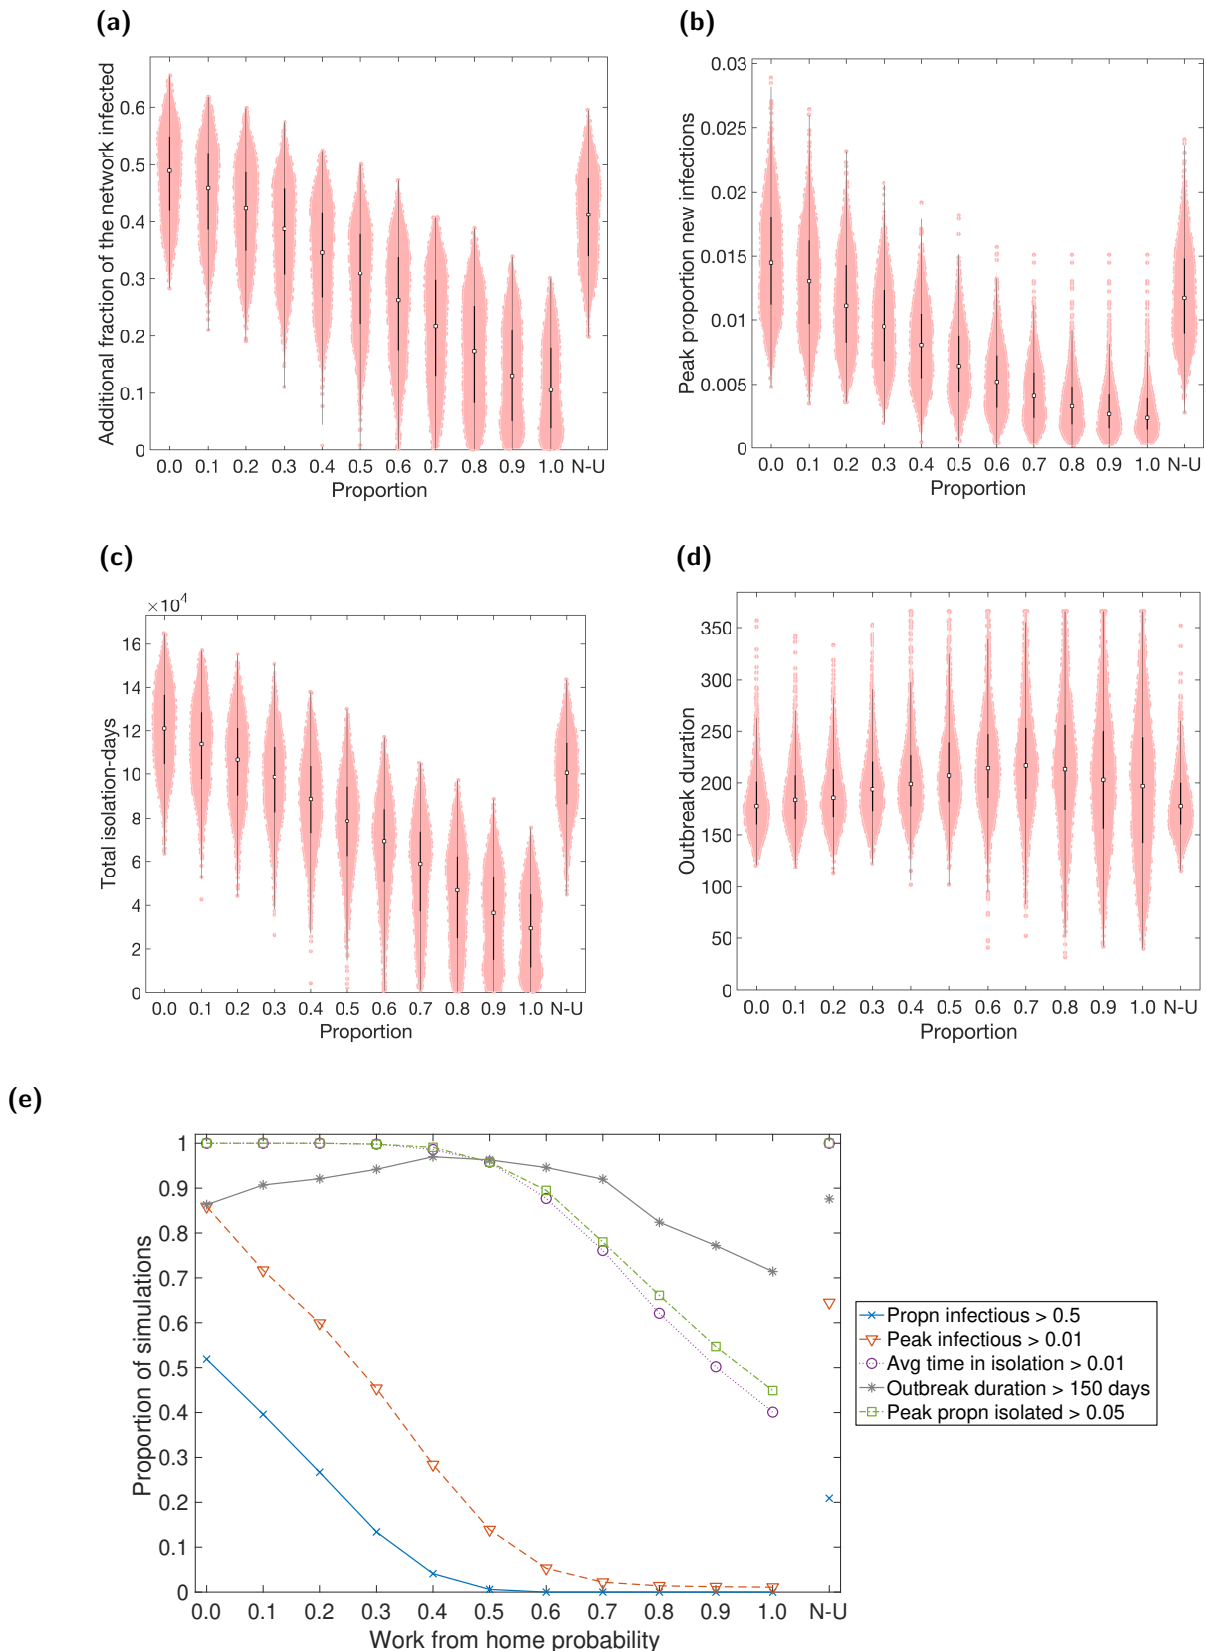 (a)
Additional fraction of the network infected
0.6
0.5
0.4
0.3
0.2
0.1
0
0.0 0.1 0.2 0.3 0.4 0.5 0.6 0.7 0.8 0.9 1.0 N-U
Proportion
(b)
Peak proportion new infections
0.03
0.025
0.02
0.015
0.01
0.005
0
0.0 0.1 0.2 0.3 0.4 0.5 0.6 0.7 0.8 0.9 1.0 N-U
Proportion
(c)
×10⁴
Total isolation-days
16
14
12
10
8
6
4
2
0
0.0 0.1 0.2 0.3 0.4 0.5 0.6 0.7 0.8 0.9 1.0 N-U
Proportion
(d)
Outbreak duration
350
300
250
200
150
100
50
0
0.0 0.1 0.2 0.3 0.4 0.5 0.6 0.7 0.8 0.9 1.0 N-U
Proportion
(e)
Proportion of simulations
1
0.9
0.8
0.7
0.6
0.5
0.4
0.3
0.2
0.1
0
0.0 0.1 0.2 0.3 0.4 0.5 0.6 0.7 0.8 0.9 1.0 N-U
Work from home probability
Propn infectious > 0.5
Peak infectious > 0.01
Avg time in isolation > 0.01
Outbreak duration > 150 days
Peak propn isolated > 0.05